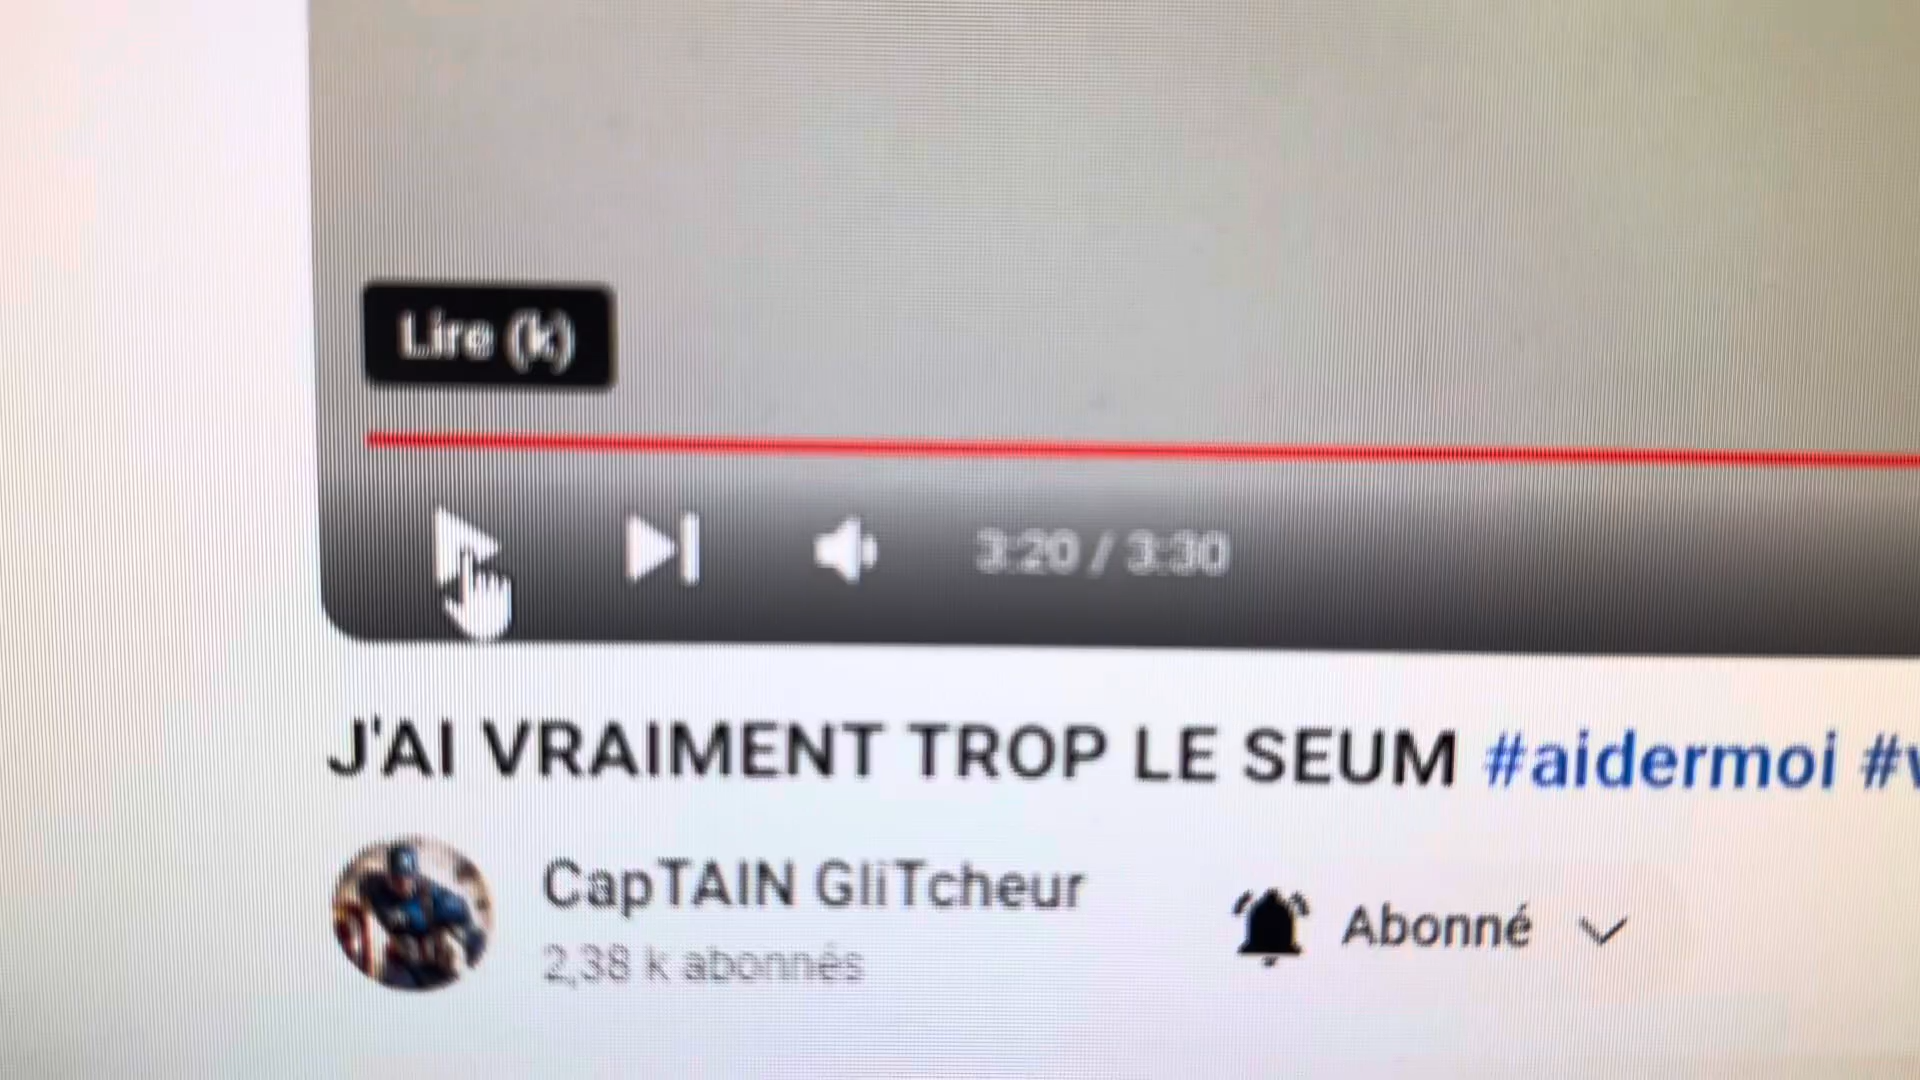 Lire (k)
3:20 / 3:30
J'AI VRAIMENT TROP LE SEUM #aidermoi
CapTAIN GliTcheur
Abonné
2,38 k abonnés